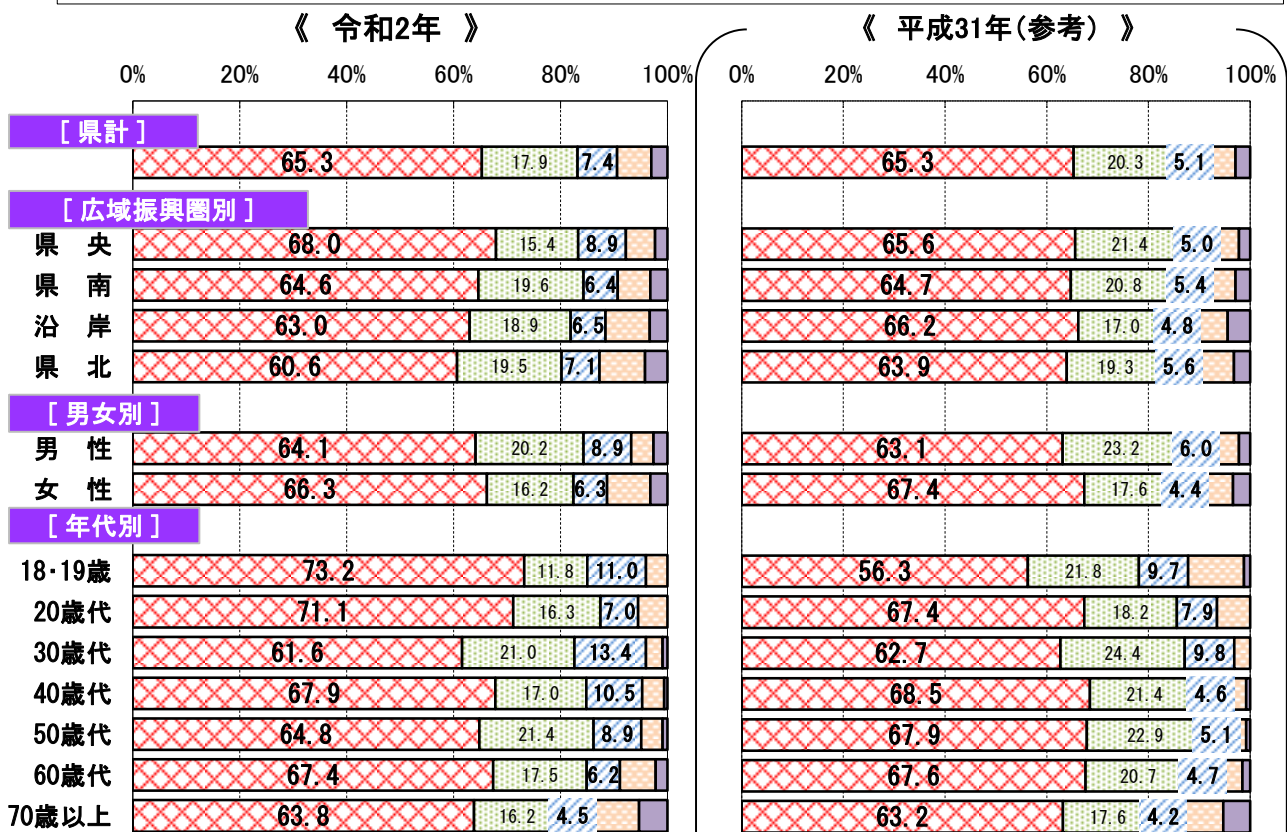 《 令和2年 》 《 平成31年(参考) 》
0% 20% 40% 60% 80% 100% 0% 20% 40% 60% 80% 100%
[ 県計 ]
65.3 17.9 7.4 65.3 20.3 5.1
[ 広域振興圏別 ]
県 央 68.0 15.4 8.9 65.6 21.4 5.0
県 南 64.6 19.6 6.4 64.7 20.8 5.4
沿 岸 63.0 18.9 6.5 66.2 17.0 4.8
県 北 60.6 19.5 7.1 63.9 19.3 5.6
[ 男女別 ]
男 性 64.1 20.2 8.9 63.1 23.2 6.0
女 性 66.3 16.2 6.3 67.4 17.6 4.4
[ 年代別 ]
18・19歳 73.2 11.8 11.0 56.3 21.8 9.7
20歳代 71.1 16.3 7.0 67.4 18.2 7.9
30歳代 61.6 21.0 13.4 62.7 24.4 9.8
40歳代 67.9 17.0 10.5 68.5 21.4 4.6
50歳代 64.8 21.4 8.9 67.9 22.9 5.1
60歳代 67.4 17.5 6.2 67.6 20.7 4.7
70歳以上 63.8 16.2 4.5 63.2 17.6 4.2